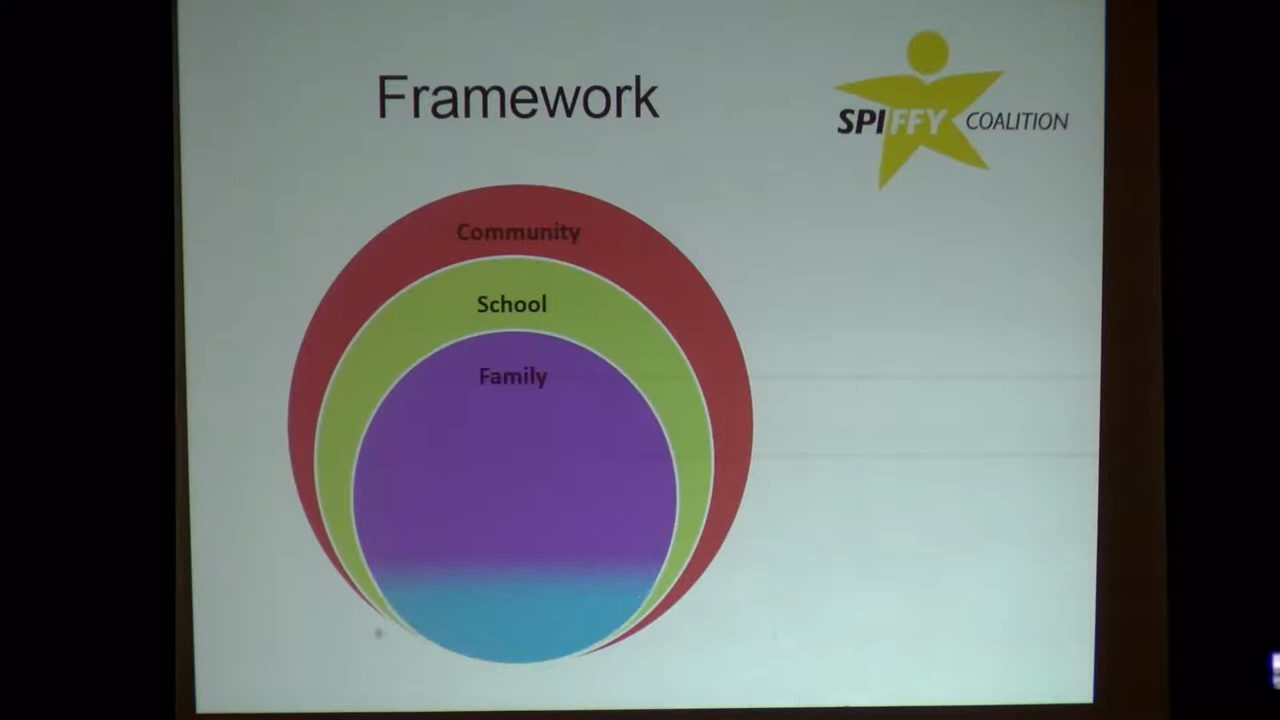 Framework
SPIFFY COALITION
Community
School
Family